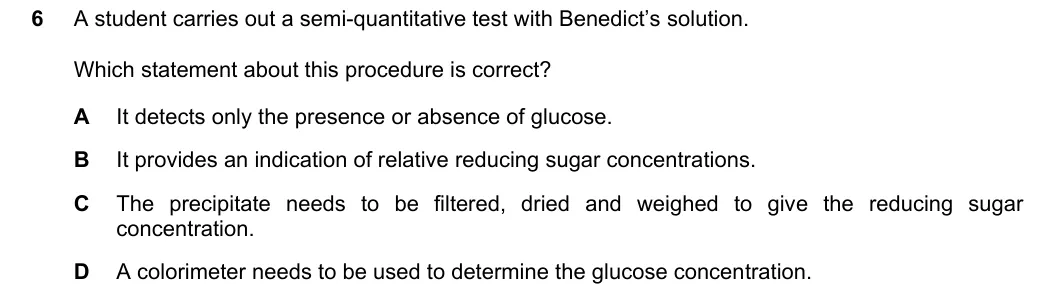 6 A student carries out a semi-quantitative test with Benedict's solution.
Which statement about this procedure is correct?
A It detects only the presence or absence of glucose.
B It provides an indication of relative reducing sugar concentrations.
C The precipitate needs to be filtered, dried and weighed to give the reducing sugar
concentration.
D A colorimeter needs to be used to determine the glucose concentration.